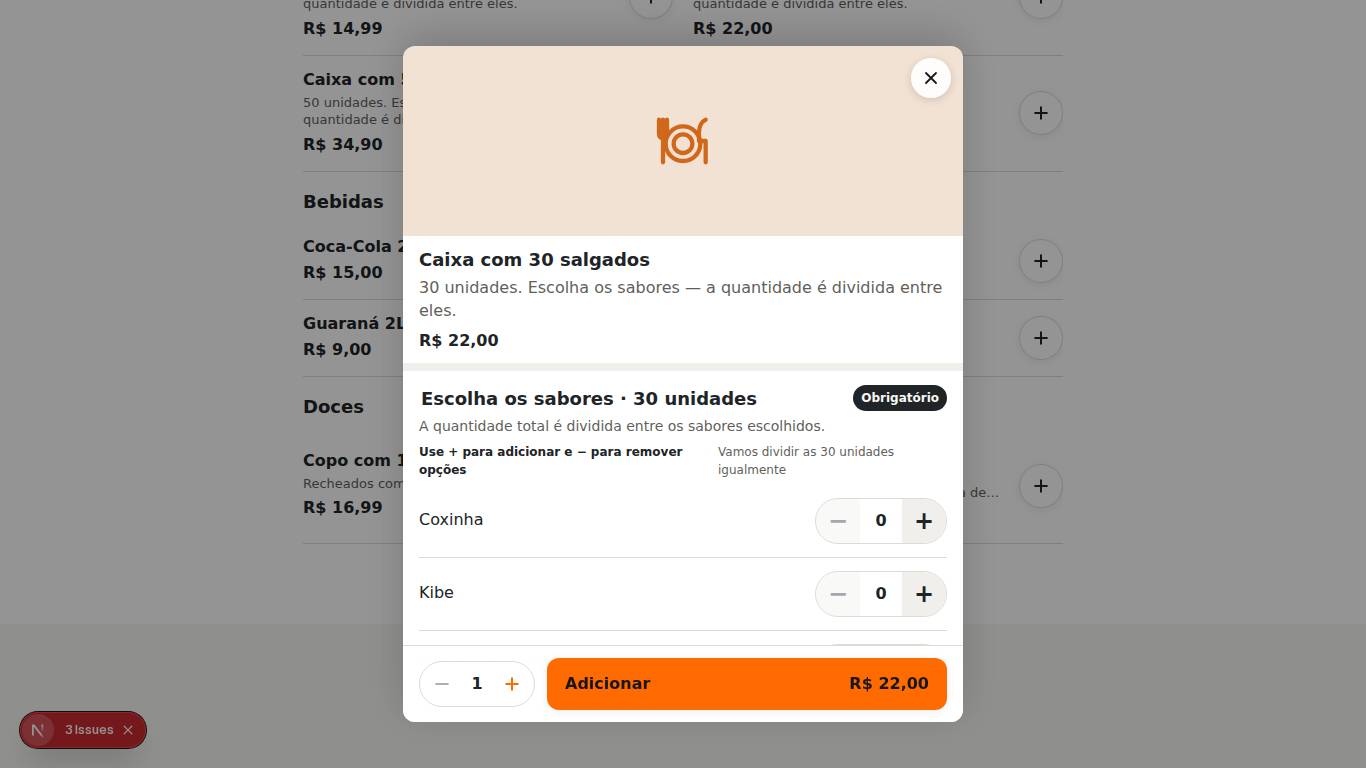 quantidade é dividida entre eles.
R$ 14,99
quantidade é dividida entre eles.
R$ 22,00
Caixa com
50 unidades. Es
quantidade é d
R$ 34,90
Bebidas
Coca-Cola 2
R$ 15,00
Guaraná 2L
R$ 9,00
Doces
Copo com 1
Recheados com
a de...
R$ 16,99
Caixa com 30 salgados
30 unidades. Escolha os sabores — a quantidade é dividida entre
eles.
R$ 22,00
Escolha os sabores · 30 unidades
Obrigatório
A quantidade total é dividida entre os sabores escolhidos.
Use + para adicionar e − para remover
opções
Vamos dividir as 30 unidades
igualmente
Coxinha
− 0 +
Kibe
− 0 +
− 1 +
Adicionar R$ 22,00
N 3 Issues